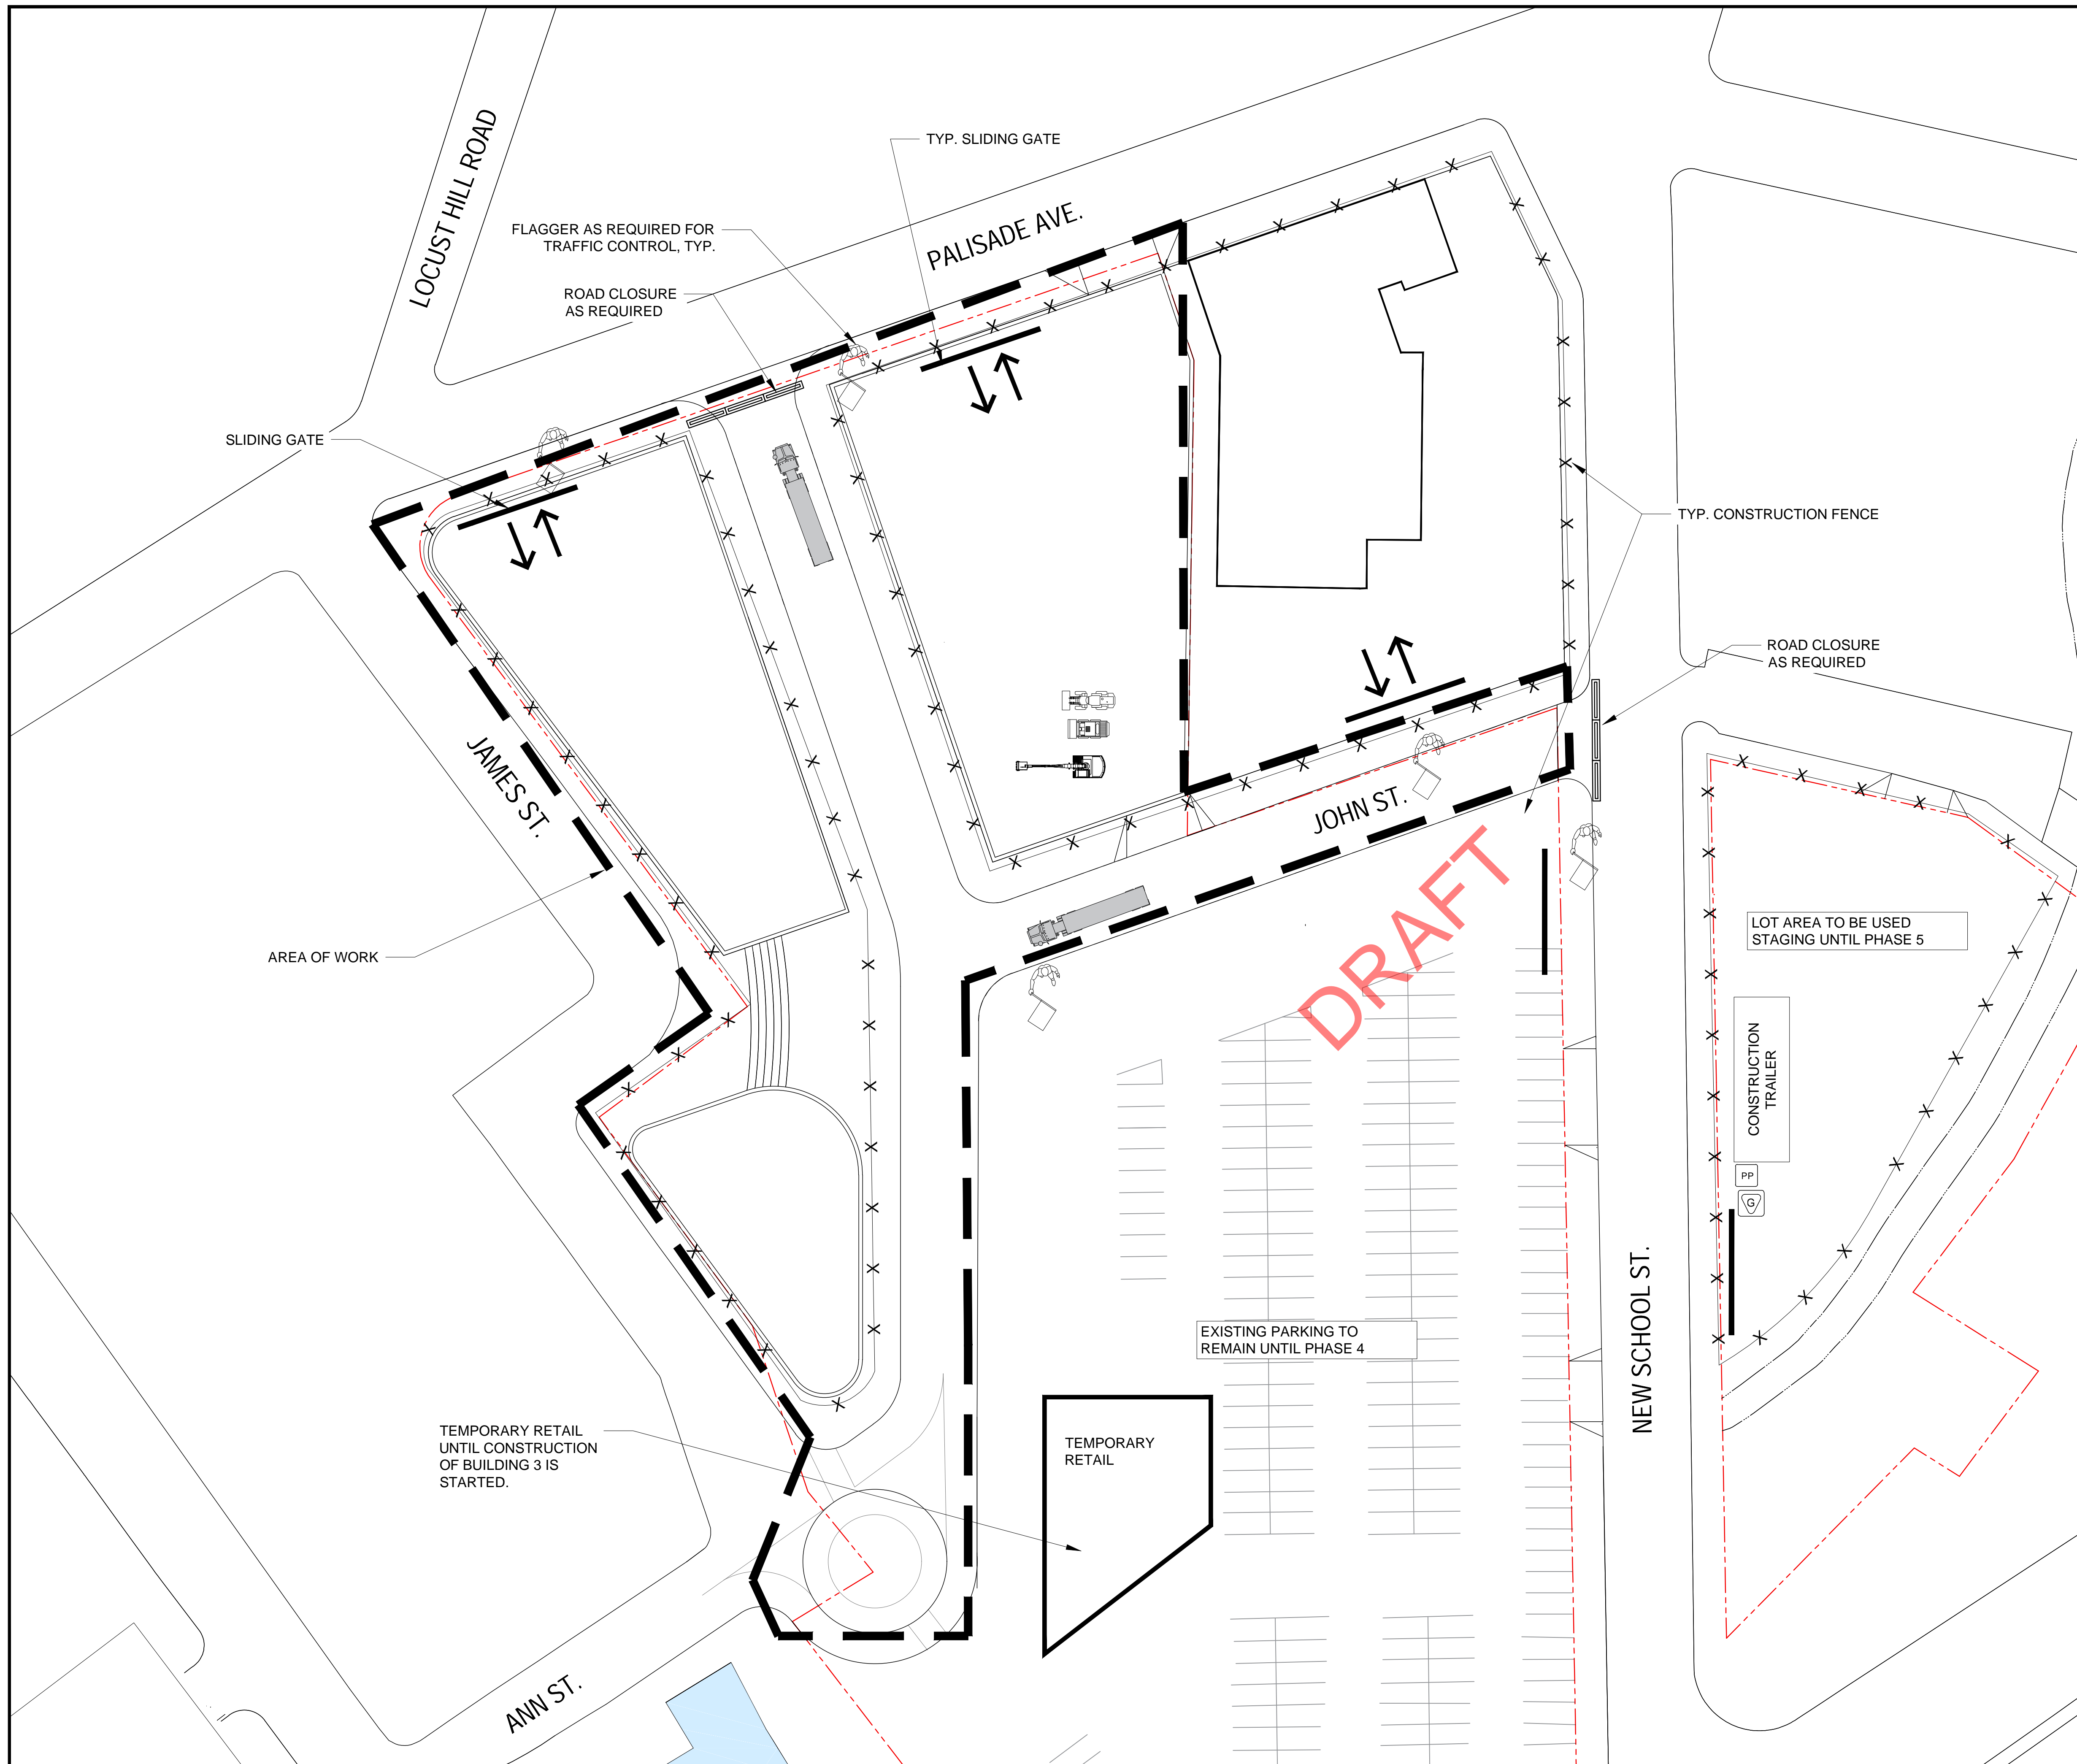 LOCUST HILL ROAD
TYP. SLIDING GATE
FLAGGER AS REQUIRED FOR
TRAFFIC CONTROL, TYP.
PALISADE AVE.
ROAD CLOSURE
AS REQUIRED
SLIDING GATE
TYP. CONSTRUCTION FENCE
ROAD CLOSURE
AS REQUIRED
JAMES ST.
JOHN ST.
DRAFT
AREA OF WORK
LOT AREA TO BE USED
STAGING UNTIL PHASE 5
CONSTRUCTION
TRAILER
PP
G
NEW SCHOOL ST.
EXISTING PARKING TO
REMAIN UNTIL PHASE 4
TEMPORARY RETAIL
UNTIL CONSTRUCTION
OF BUILDING 3 IS
STARTED.
TEMPORARY
RETAIL
ANN ST.